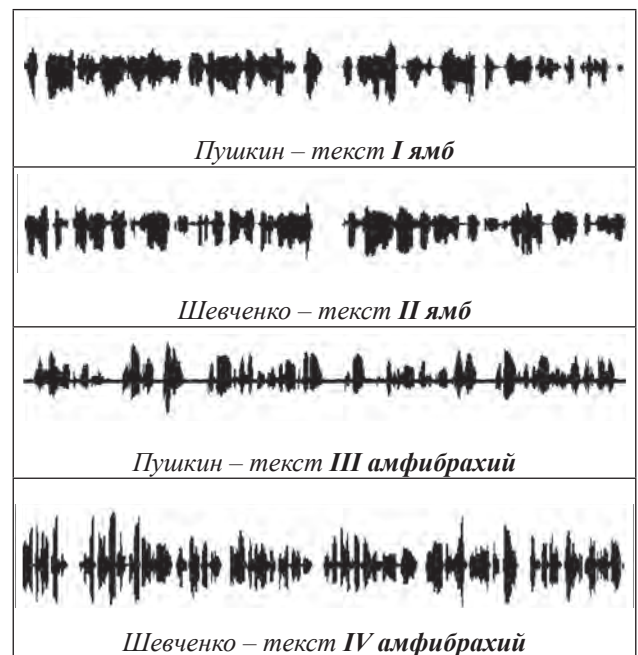 Пушкин – текст I ямб
Шевченко – текст II ямб
Пушкин – текст III амфибрахий
Шевченко – текст IV амфибрахий